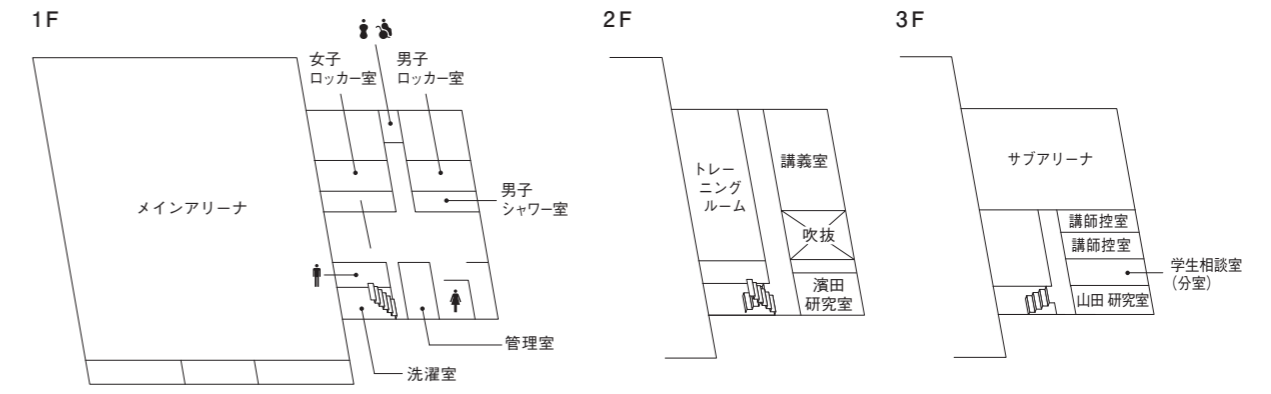 1F
女子
ロッカー室
男子
ロッカー室
メインアリーナ
男子
シャワー室
管理室
洗濯室
2F
トレー
ニング
ルーム
講義室
吹抜
濱田
研究室
3F
サブアリーナ
講師控室
講師控室
学生相談室
(分室)
山田 研究室